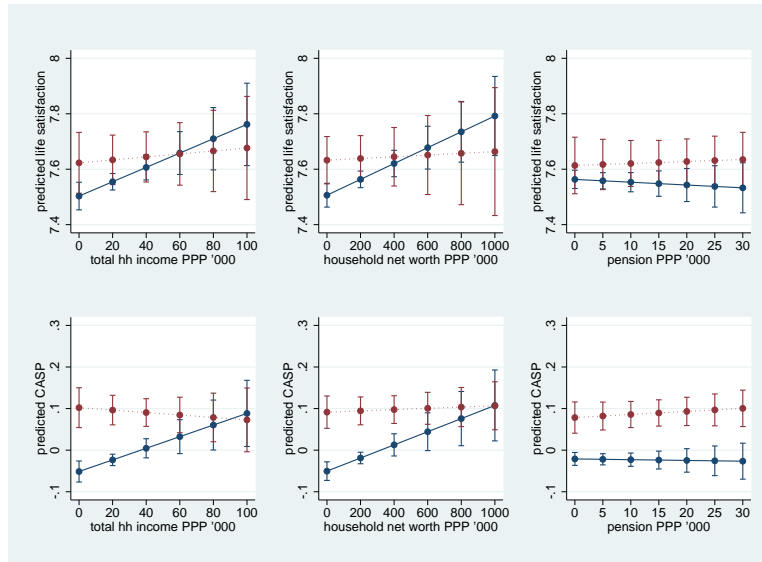 predicted life satisfaction
8
7.8
7.6
7.4
0 20 40 60 80 100
total hh income PPP '000
predicted life satisfaction
8
7.8
7.6
7.4
0 200 400 600 800 1000
household net worth PPP '000
predicted life satisfaction
8
7.8
7.6
7.4
0 5 10 15 20 25 30
pension PPP '000
predicted CASP
.3
.2
.1
0
-.1
0 20 40 60 80 100
total hh income PPP '000
predicted CASP
.3
.2
.1
0
-.1
0 200 400 600 800 1000
household net worth PPP '000
predicted CASP
.3
.2
.1
0
-.1
0 5 10 15 20 25 30
pension PPP '000